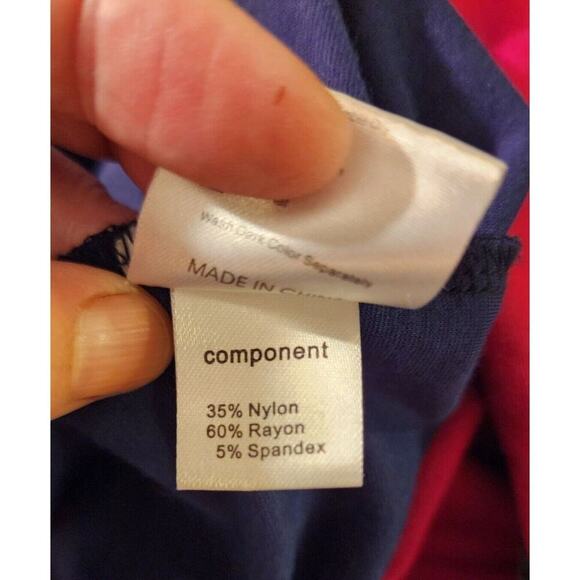 Wash Dark Color Separately
MADE IN
component
35% Nylon
60% Rayon
5% Spandex